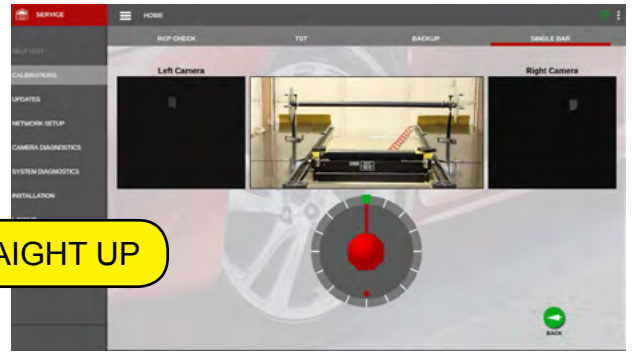 SERVICE
HOME
RCP CHECK
TST
BACKUP
SINGLE BAR
SELF TEST
CALIBRATIONS
UPDATES
NETWORK SETUP
CAMERA DIAGNOSTICS
SYSTEM DIAGNOSTICS
INSTALLATION
Left Camera
Right Camera
AIGHT UP
BACK